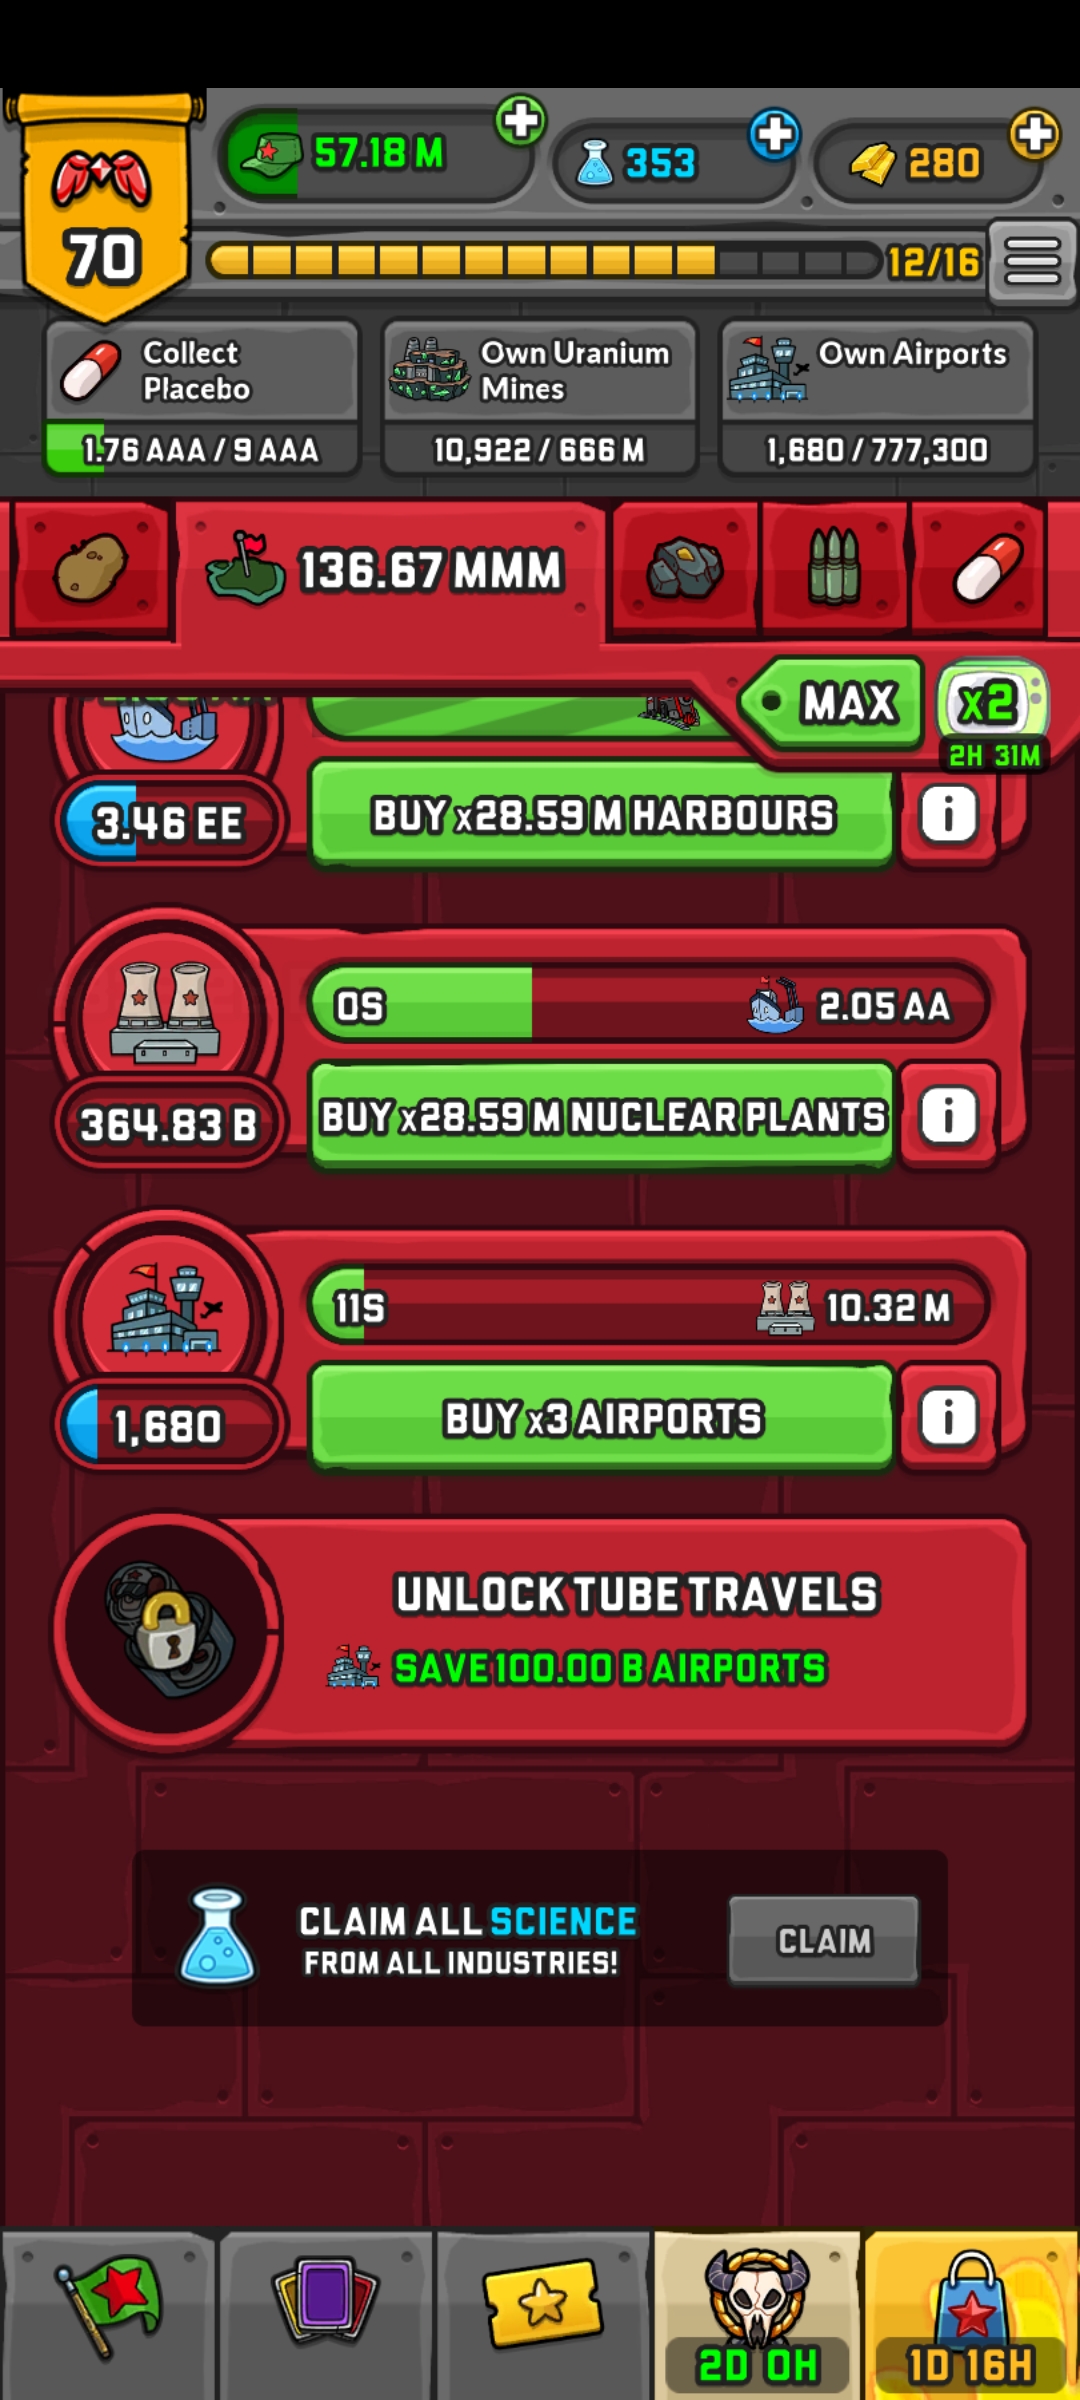 57.18 M
353
280
70
12/16
Collect
Placebo
1.76 AAA / 9 AAA
Own Uranium
Mines
10,922 / 666 M
Own Airports
1,680 / 777,300
136.67 MMM
MAX
x2
2H 31M
3.46 EE
BUY x28.59 M HARBOURS
i
0S
2.05 AA
364.83 B
BUY x28.59 M NUCLEAR PLANTS
i
11S
10.32 M
1,680
BUY x3 AIRPORTS
i
UNLOCK TUBE TRAVELS
SAVE 100.00 B AIRPORTS
CLAIM ALL SCIENCE
FROM ALL INDUSTRIES!
CLAIM
2D 0H
1D 16H